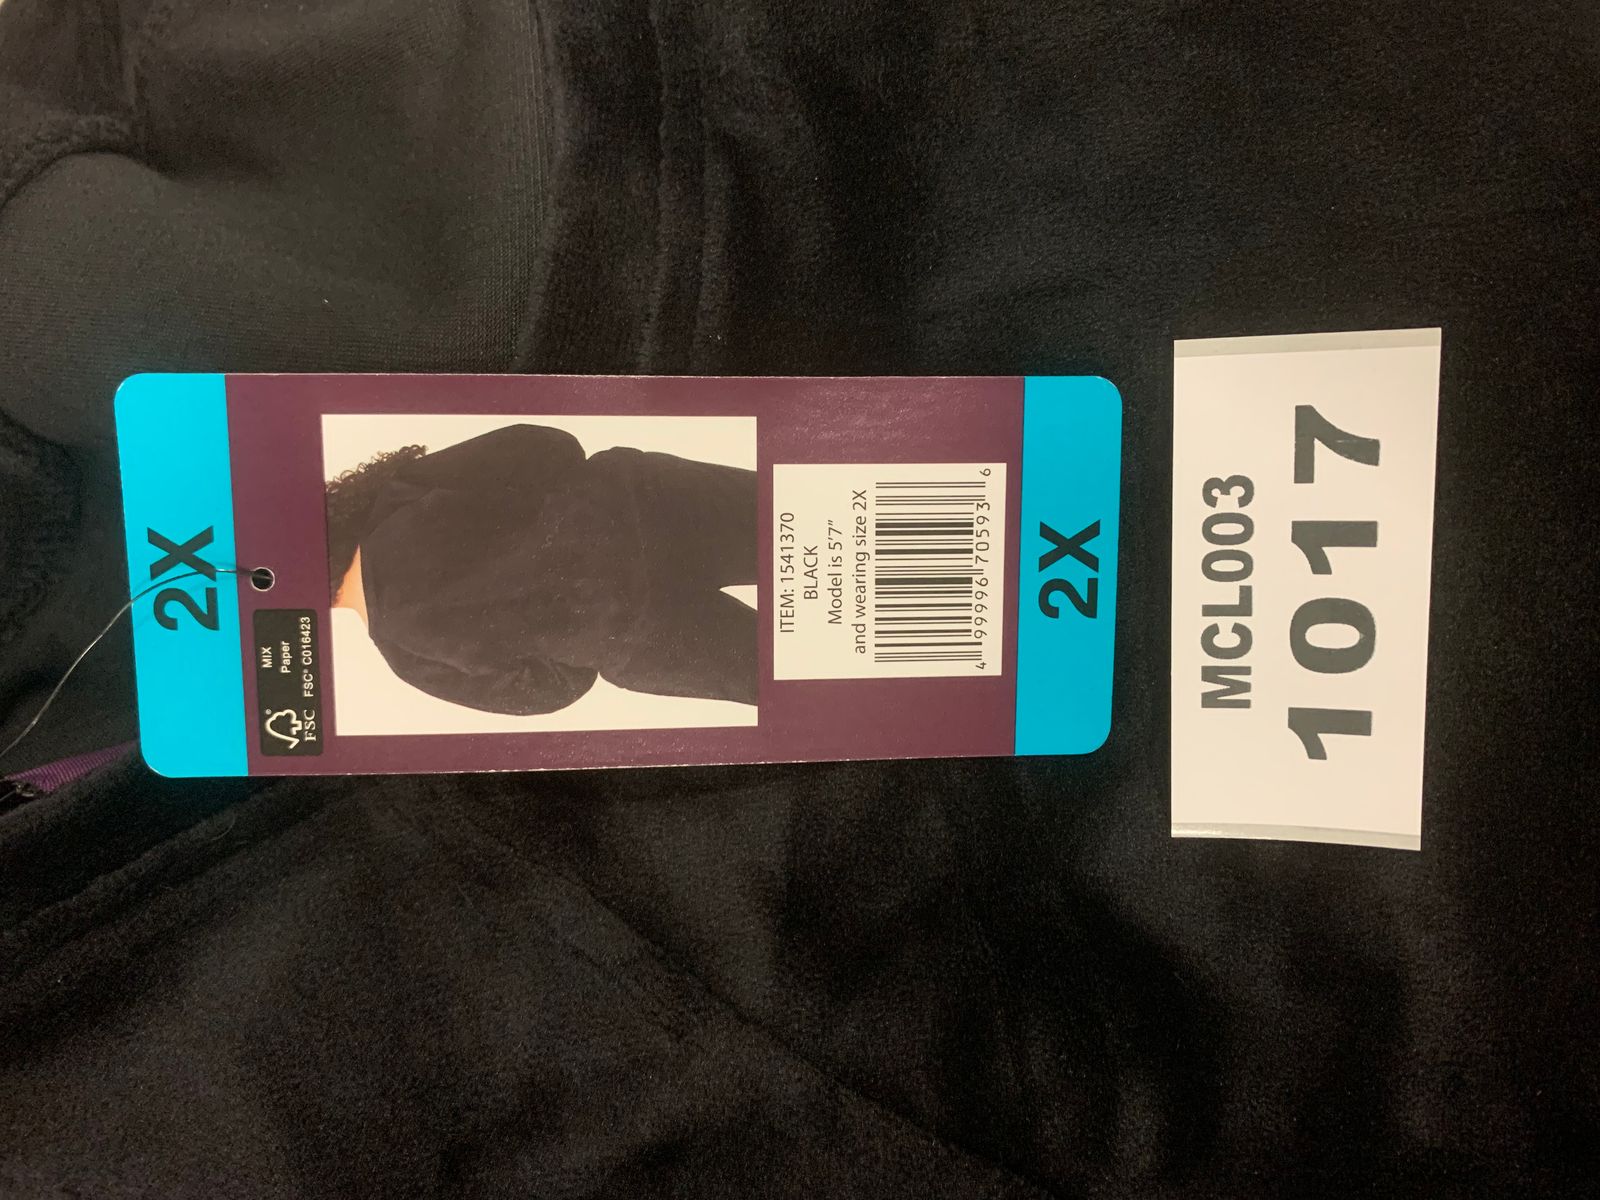 2X
MIX
Paper
FSC® C016423
FSC
ITEM: 1541370
BLACK
Model is 5'7"
and wearing size 2X
4 99996 70593 6
2X
MCL003
1017